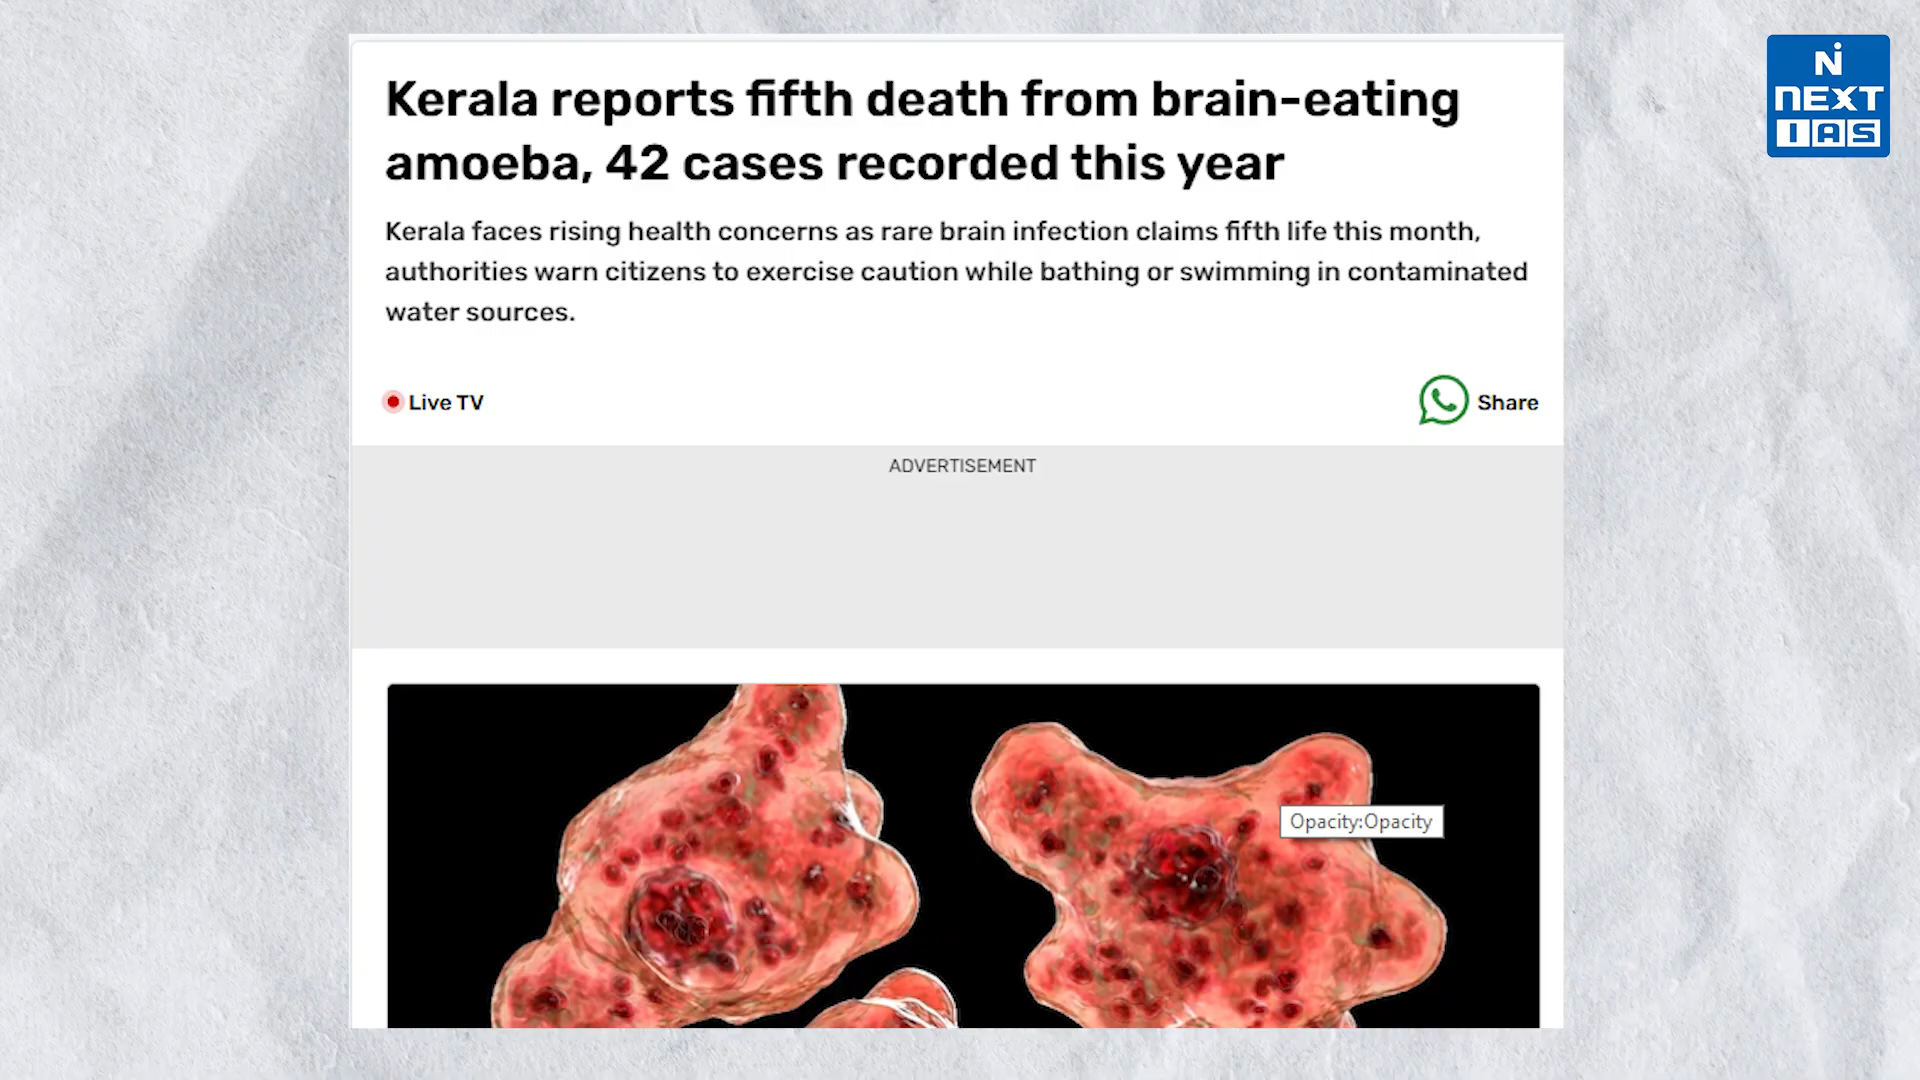 Kerala reports fifth death from brain-eating
amoeba, 42 cases recorded this year
Kerala faces rising health concerns as rare brain infection claims fifth life this month,
authorities warn citizens to exercise caution while bathing or swimming in contaminated
water sources.
Live TV
Share
ADVERTISEMENT
Opacity:Opacity
N
NEXT
IAS